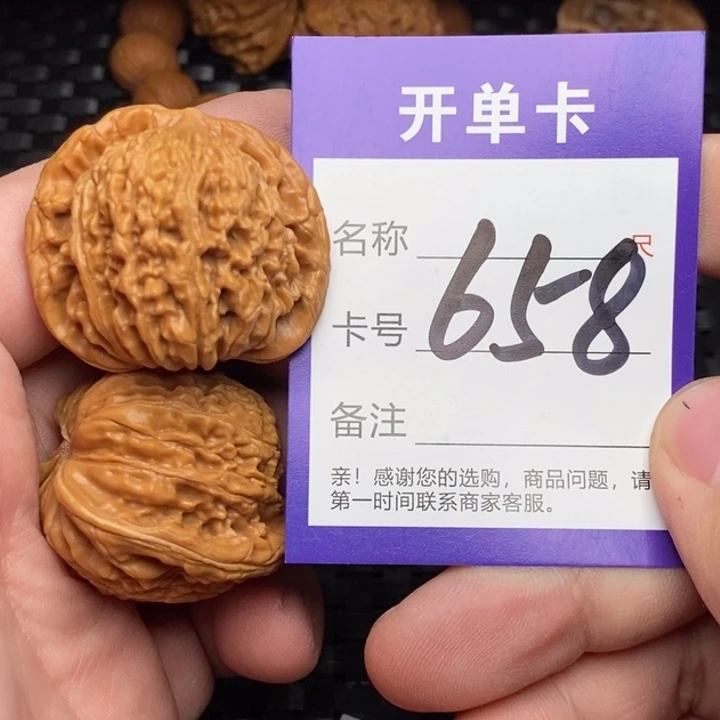 开单卡
名称
尺
卡号 658
备注
亲！感谢您的选购，商品问题，请
第一时间联系商家客服。